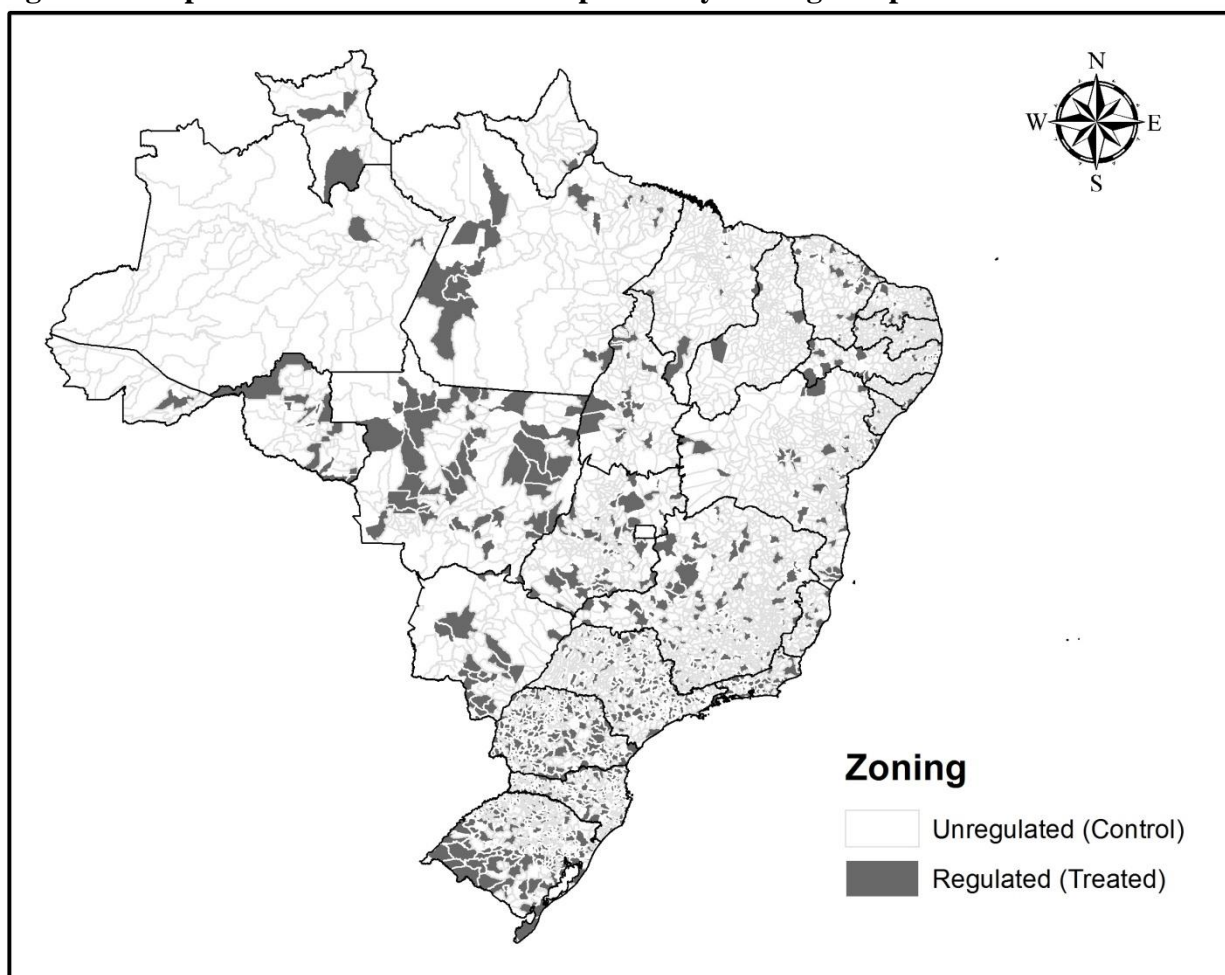 N
W E
S
Zoning
Unregulated (Control)
Regulated (Treated)